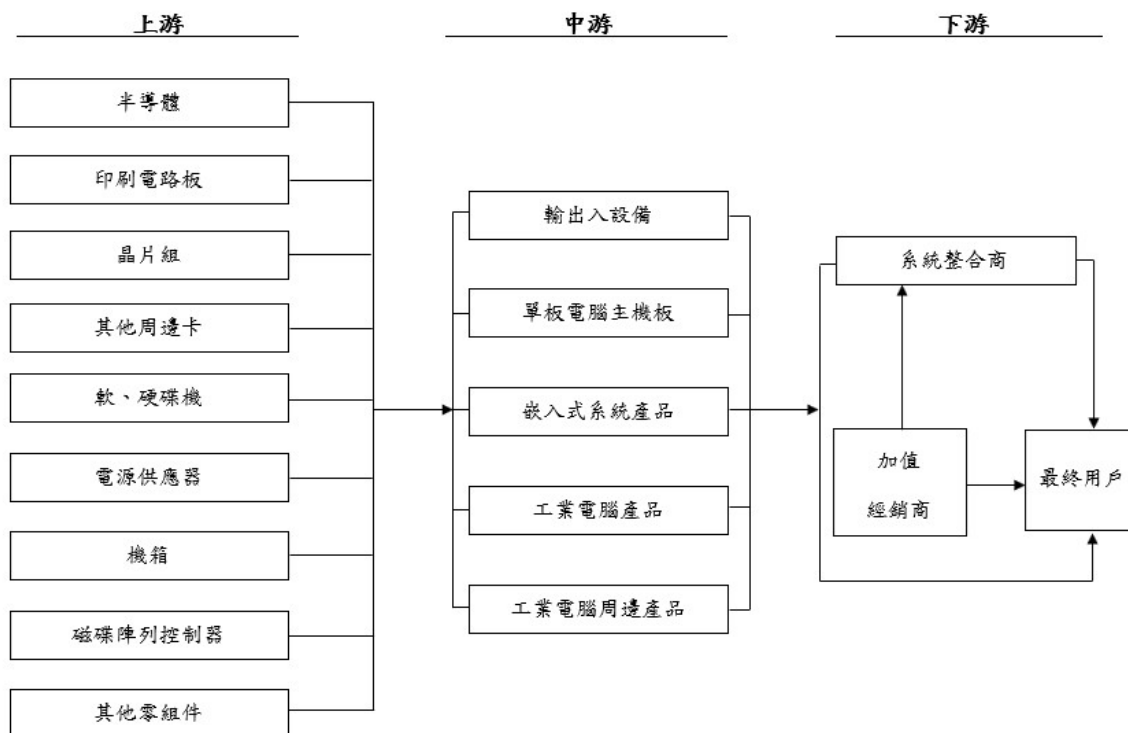 上游
中游
下游
半導體
印刷電路板
晶片組
其他周邊卡
軟、硬碟機
電源供應器
機箱
磁碟陣列控制器
其他零組件
輸出入設備
單板電腦主機板
嵌入式系統產品
工業電腦產品
工業電腦周邊產品
系統整合商
加值
經銷商
最終用戶